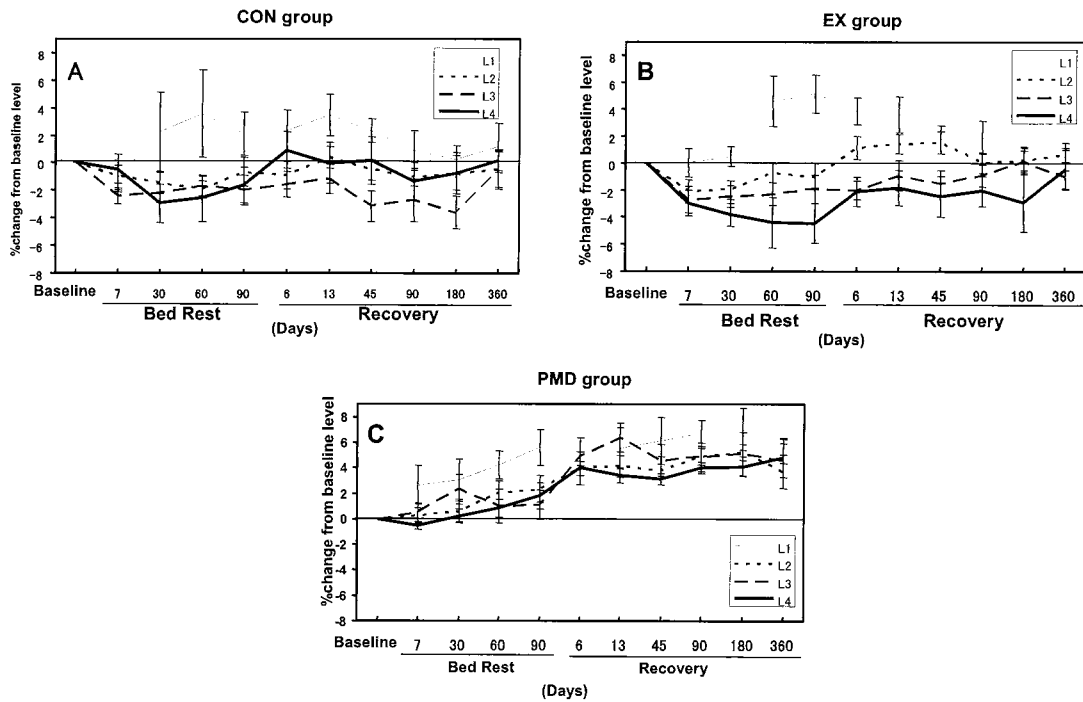 CON group
%change from baseline level
8
6
4
2
0
−2
−4
−6
−8
A
L1
L2
L3
L4
Baseline 7 30 60 90 6 13 45 90 180 360
Bed Rest Recovery
(Days)
EX group
%change from baseline level
8
6
4
2
0
−2
−4
−6
−8
B
L1
L2
L3
L4
Baseline 7 30 60 90 6 13 45 90 180 360
Bed Rest Recovery
(Days)
PMD group
%change from baseline level
8
6
4
2
0
-2
-4
-6
-8
C
L1
L2
L3
L4
Baseline 7 30 60 90 6 13 45 90 180 360
Bed Rest Recovery
(Days)